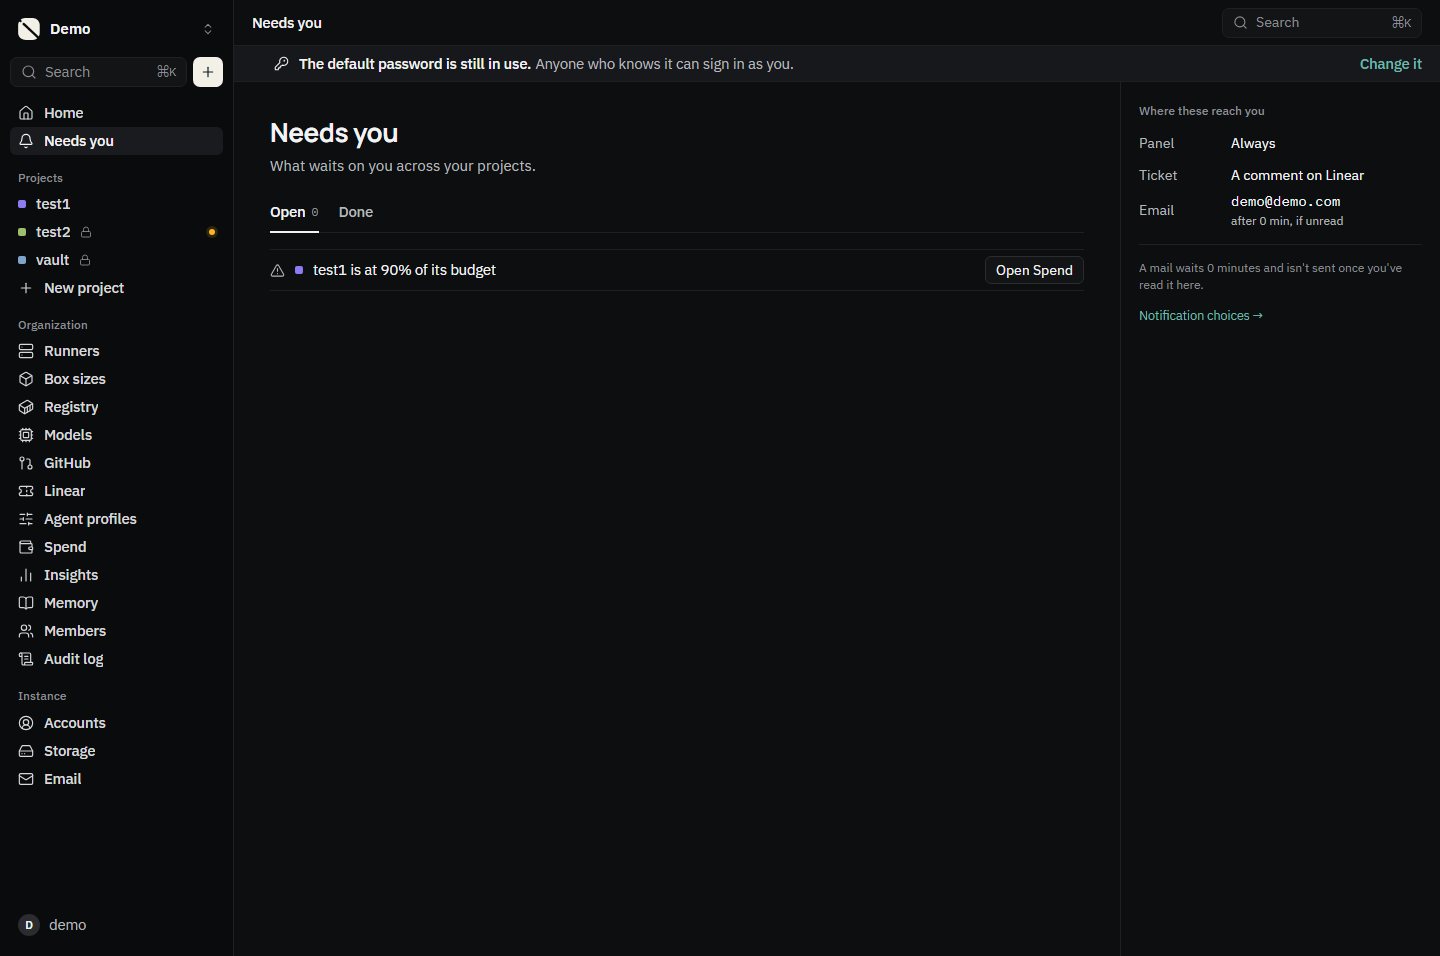 Demo
Search ⌘K
Home
Needs you
Projects
test1
test2
vault
New project
Organization
Runners
Box sizes
Registry
Models
GitHub
Linear
Agent profiles
Spend
Insights
Memory
Members
Audit log
Instance
Accounts
Storage
Email
D demo
Needs you
Search ⌘K
The default password is still in use. Anyone who knows it can sign in as you. Change it
Needs you
What waits on you across your projects.
Open 0 Done
test1 is at 90% of its budget Open Spend
Where these reach you
Panel Always
Ticket A comment on Linear
Email demo@demo.com
after 0 min, if unread
A mail waits 0 minutes and isn't sent once you've
read it here.
Notification choices →